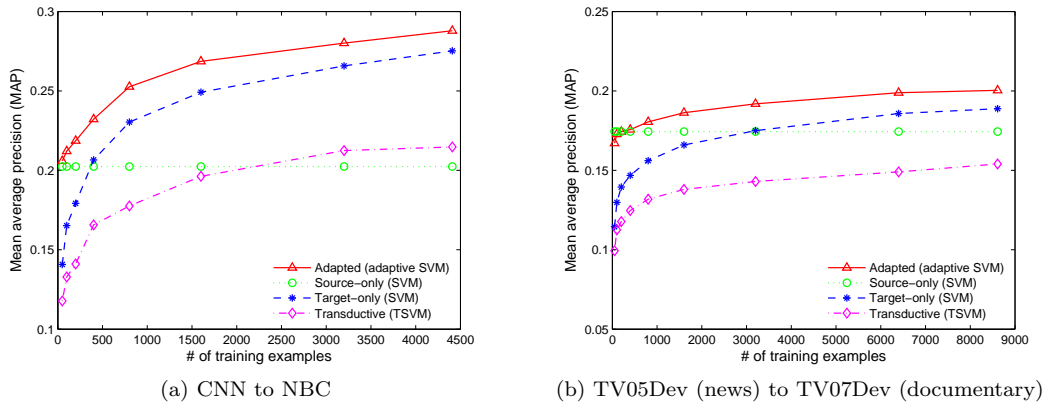 0.3
0.25
0.2
0.15
0.1
Mean average precision (MAP)
0 500 1000 1500 2000 2500 3000 3500 4000 4500
# of training examples
Adapted (adaptive SVM)
Source−only (SVM)
Target−only (SVM)
Transductive (TSVM)
(a) CNN to NBC
0.25
0.2
0.15
0.1
0.05
Mean average precision (MAP)
0 1000 2000 3000 4000 5000 6000 7000 8000 9000
# of training examples
Adapted (adaptive SVM)
Source−only (SVM)
Target−only (SVM)
Transductive (TSVM)
(b) TV05Dev (news) to TV07Dev (documentary)